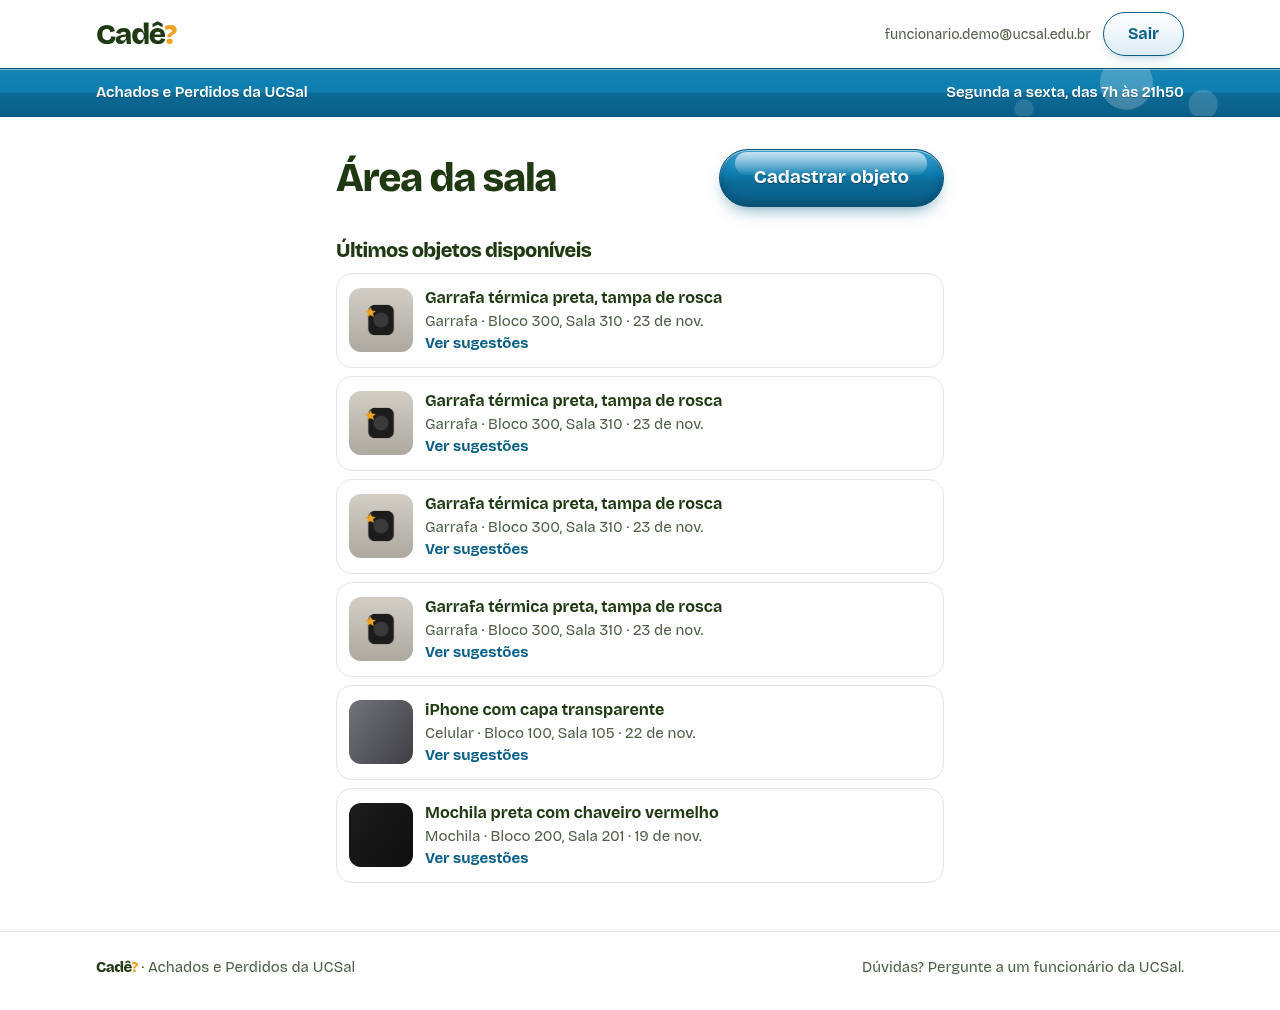 Cadê?
funcionario.demo@ucsal.edu.br
Sair
Achados e Perdidos da UCSal
Segunda a sexta, das 7h às 21h50
Área da sala
Cadastrar objeto
Últimos objetos disponíveis
Garrafa térmica preta, tampa de rosca
Garrafa · Bloco 300, Sala 310 · 23 de nov.
Ver sugestões
Garrafa térmica preta, tampa de rosca
Garrafa · Bloco 300, Sala 310 · 23 de nov.
Ver sugestões
Garrafa térmica preta, tampa de rosca
Garrafa · Bloco 300, Sala 310 · 23 de nov.
Ver sugestões
Garrafa térmica preta, tampa de rosca
Garrafa · Bloco 300, Sala 310 · 23 de nov.
Ver sugestões
iPhone com capa transparente
Celular · Bloco 100, Sala 105 · 22 de nov.
Ver sugestões
Mochila preta com chaveiro vermelho
Mochila · Bloco 200, Sala 201 · 19 de nov.
Ver sugestões
Cadê? · Achados e Perdidos da UCSal
Dúvidas? Pergunte a um funcionário da UCSal.